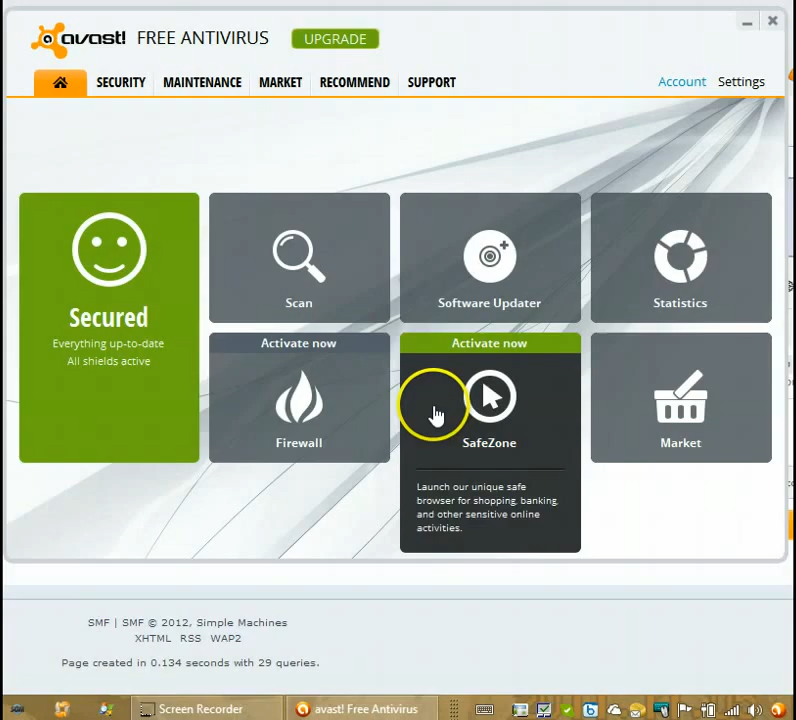 avast! FREE ANTIVIRUS UPGRADE
SECURITY MAINTENANCE MARKET RECOMMEND SUPPORT Account Settings
Secured
Everything up-to-date
All shields active
Scan
Software Updater
Statistics
Activate now
Firewall
Activate now
SafeZone
Launch our unique safe
browser for shopping, banking,
and other sensitive online
activities.
Market
SMF | SMF © 2012, Simple Machines
XHTML RSS WAP2
Page created in 0.134 seconds with 29 queries.
Screen Recorder
avast! Free Antivirus